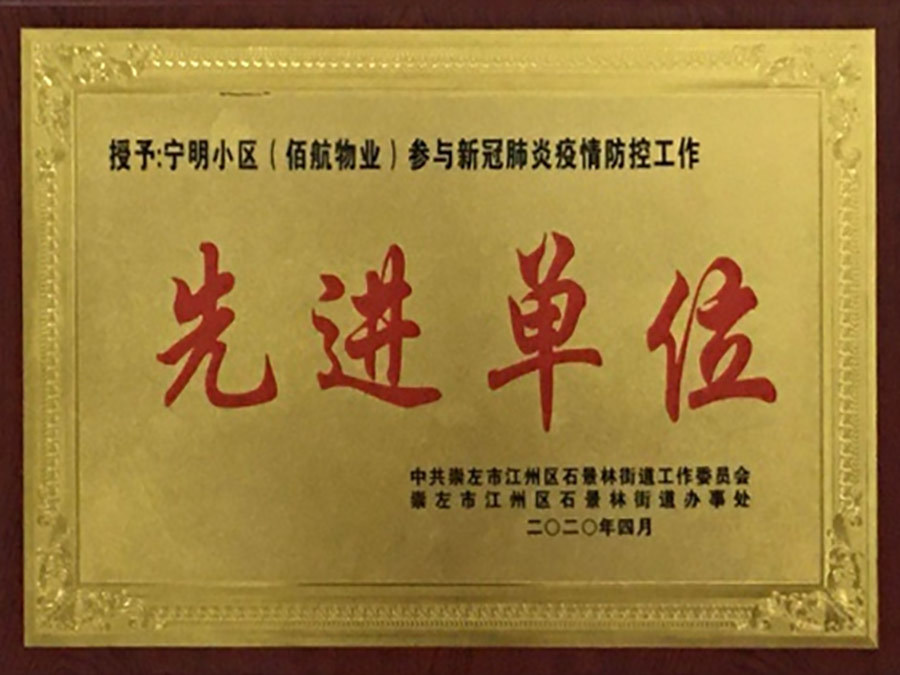 授予:宁明小区（佰航物业）参与新冠肺炎疫情防控工作
先进单位
中共崇左市江州区石景林街道工作委员会
崇左市江州区石景林街道办事处
二〇二〇年四月